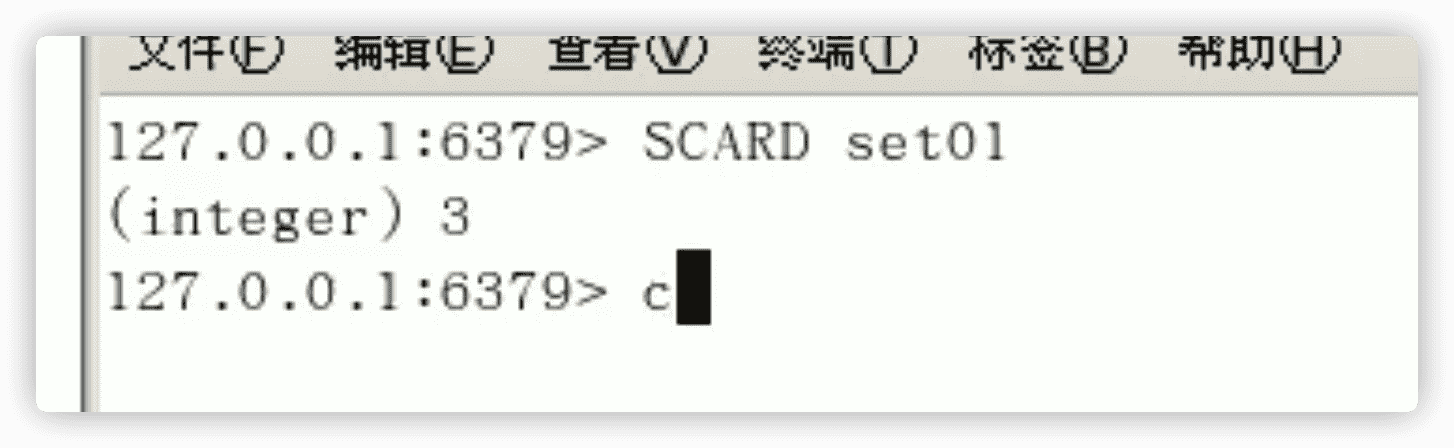 文件(F) 编辑(E) 查看(V) 终端(T) 标签(B) 帮助(H)
127.0.0.1:6379> SCARD set01
(integer) 3
127.0.0.1:6379> c